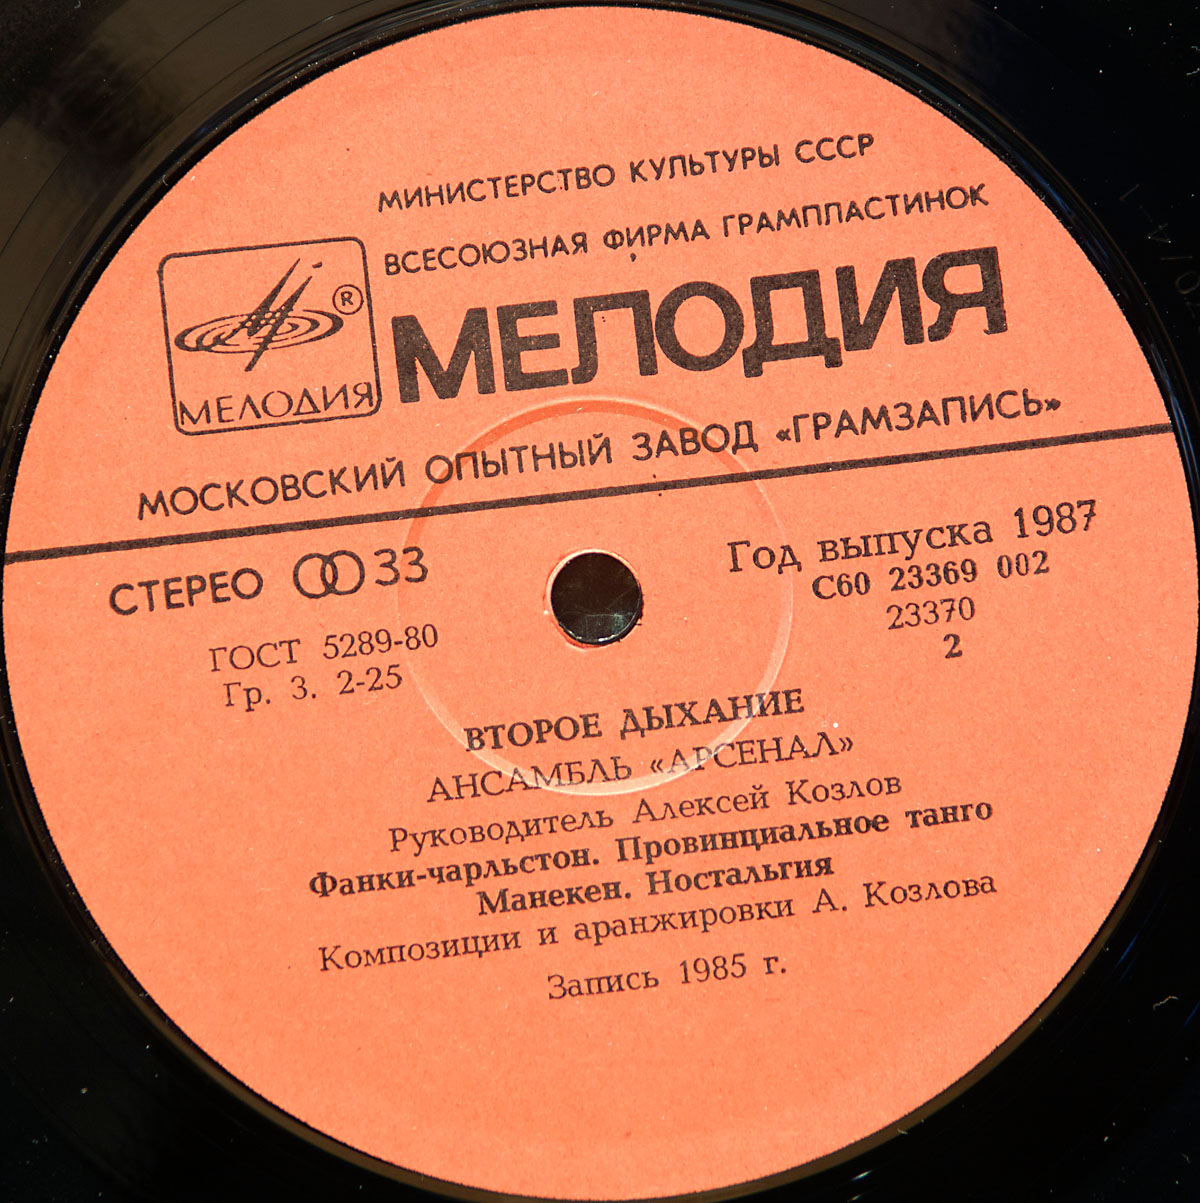 МИНИСТЕРСТВО КУЛЬТУРЫ СССР
ВСЕСОЮЗНАЯ ФИРМА ГРАМПЛАСТИНОК
МЕЛОДИЯ
®
МЕЛОДИЯ
МОСКОВСКИЙ ОПЫТНЫЙ ЗАВОД «ГРАМЗАПИСЬ»
СТЕРЕО 33
ГОСТ 5289-80
Гр. 3. 2-25
Год выпуска 1987
С60 23369 002
23370
2
ВТОРОЕ ДЫХАНИЕ
АНСАМБЛЬ «АРСЕНАЛ»
Руководитель Алексей Козлов
Фанки-чарльстон. Провинциальное танго
Манекен. Ностальгия
Композиции и аранжировки А. Козлова
Запись 1985 г.